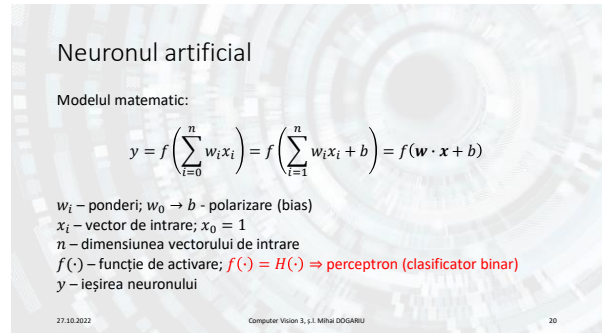 Neuronul artificial
Modelul matematic:
y = f(∑_{i=0}^{n} w_i x_i) = f(∑_{i=1}^{n} w_i x_i + b) = f(w · x + b)
w_i – ponderi; w_0 → b - polarizare (bias)
x_i – vector de intrare; x_0 = 1
n – dimensiunea vectorului de intrare
f(·) – funcție de activare; f(·) = H(·) ⇒ perceptron (clasificator binar)
y – ieșirea neuronului
27.10.2022 Computer Vision 3, ș.l. Mihai DOGARIU 20